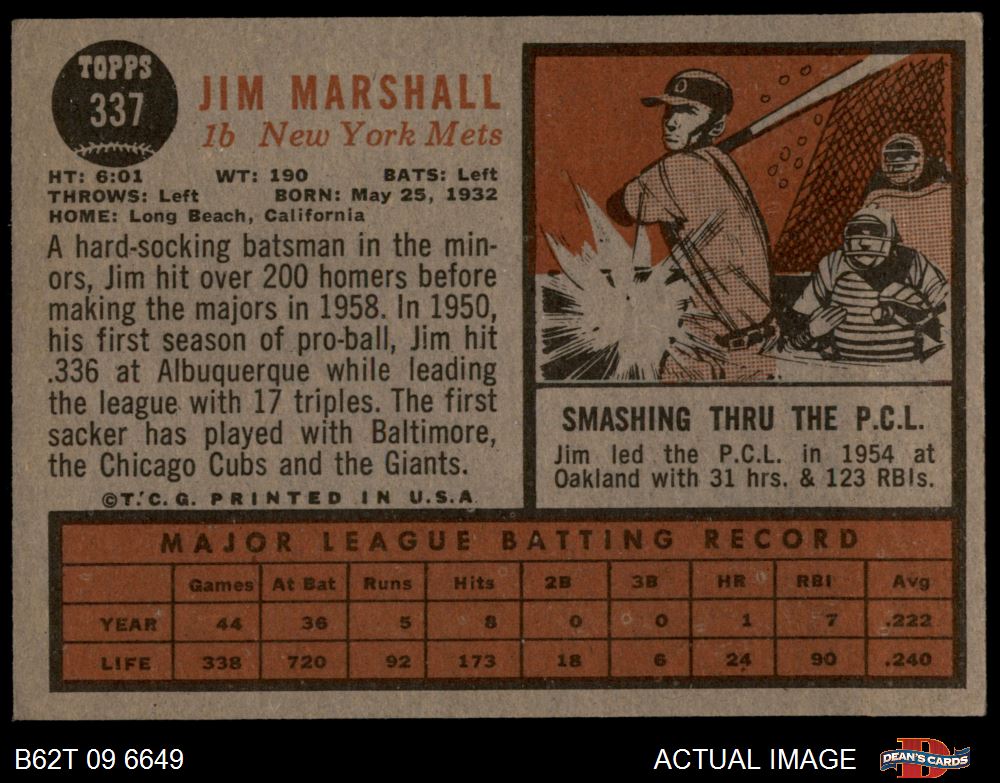 TOPPS
337
JIM MARSHALL
1b New York Mets
HT: 6:01 WT: 190 BATS: Left
THROWS: Left BORN: May 25, 1932
HOME: Long Beach, California
A hard-socking batsman in the min-
ors, Jim hit over 200 homers before
making the majors in 1958. In 1950,
his first season of pro-ball, Jim hit
.336 at Albuquerque while leading
the league with 17 triples. The first
sacker has played with Baltimore,
the Chicago Cubs and the Giants.
©T.C.G. PRINTED IN U.S.A.
O
SMASHING THRU THE P.C.L.
Jim led the P.C.L. in 1954 at
Oakland with 31 hrs. & 123 RBIs.
MAJOR LEAGUE BATTING RECORD
Games At Bat Runs Hits 2B 3B HR RBI Avg
YEAR 44 36 5 8 0 0 1 7 .222
LIFE 338 720 92 173 18 6 24 90 .240
B62T 09 6649
ACTUAL IMAGE
D
DEAN'S CARDS